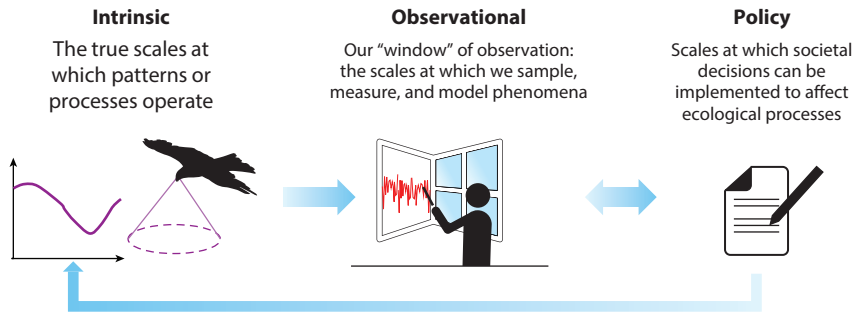 Intrinsic
The true scales at
which patterns or
processes operate
Observational
Our “window” of observation:
the scales at which we sample,
measure, and model phenomena
Policy
Scales at which societal
decisions can be
implemented to affect
ecological processes